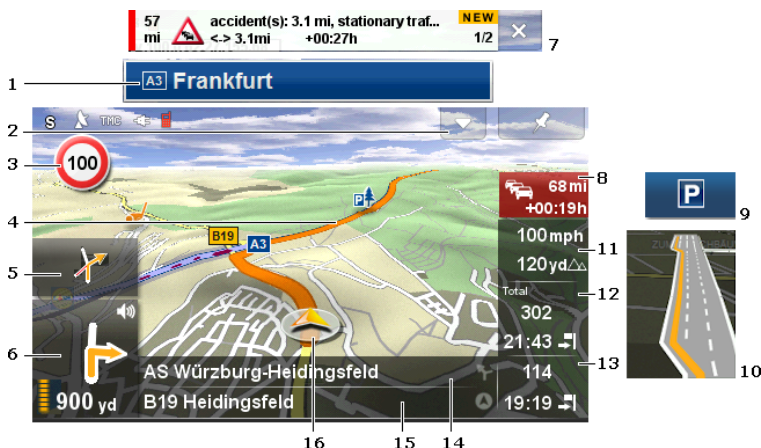 57 mi
accident(s): 3.1 mi, stationary traf...
<-> 3.1mi +00:27h
NEW
1/2
7
1
A3 Frankfurt
2
S TMC
3
100
8
68 mi
+00:19h
P
9
4
P
B19
A3
100 mph
11
120 yd
5
Total
12
302
21:43
6
13
AS Würzburg-Heidingsfeld
114
10
900 yd
B19 Heidingsfeld
19:19
16
15
14